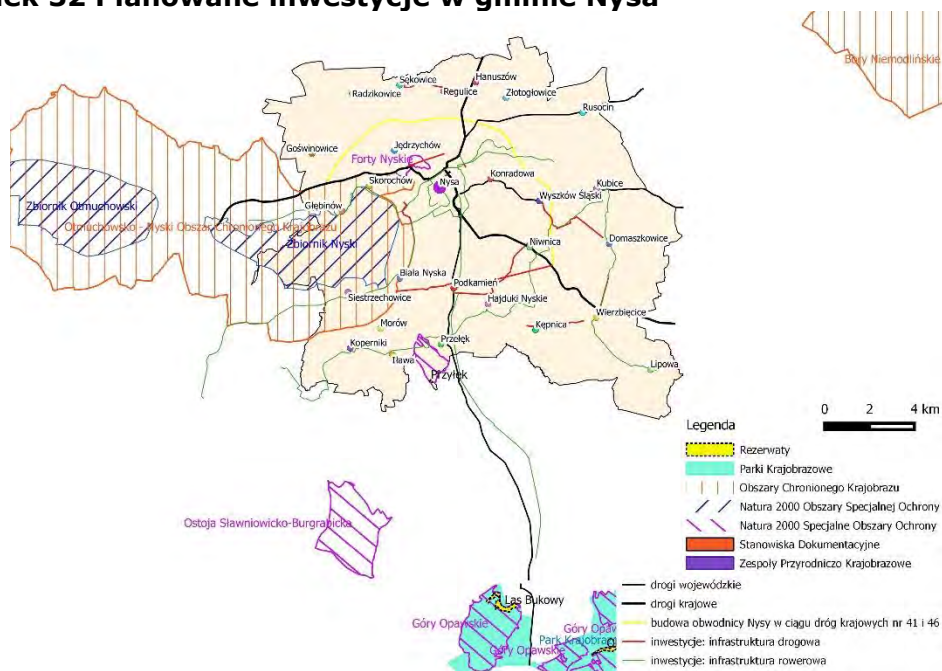 Planowane inwestycje w gminie Nysa
Bory Niemodlińskie
Sękowice
Hanuszów
Radzikowice
Regulice
Złotogłowice
Rusocin
Goświnowice
Jędrzychów
Forty Nyskie
Skorochów
Nysa
Konradowa
Kubice
Wyszków Śląski
Głębinów
Zbiornik Otmuchowski
Otmuchowsko - Nyski Obszar Chronionego Krajobrazu
Zbiornik Nyski
Niwnica
Domaszkowice
Biała Nyska
Podkamień
Siestrzechowice
Hajduki Nyskie
Morów
Kępnica
Wierzbięcice
Koperniki
Iława
Przełęk
Przyłęk
Lipowa
0 2 4 km
Legenda
Rezerwaty
Parki Krajobrazowe
Obszary Chronionego Krajobrazu
Natura 2000 Obszary Specjalnej Ochrony
Natura 2000 Specjalne Obszary Ochrony
Stanowiska Dokumentacyjne
Zespoły Przyrodniczo Krajobrazowe
drogi wojewódzkie
drogi krajowe
budowa obwodnicy Nysy w ciągu dróg krajowych nr 41 i 46
inwestycje: infrastruktura drogowa
inwestycje: infrastruktura rowerowa
Ostoja Sławniowicko-Burgrabicka
Las Bukowy
Góry Opawskie
Góry Opawskie
Park Krajobraz
Góry Opaw